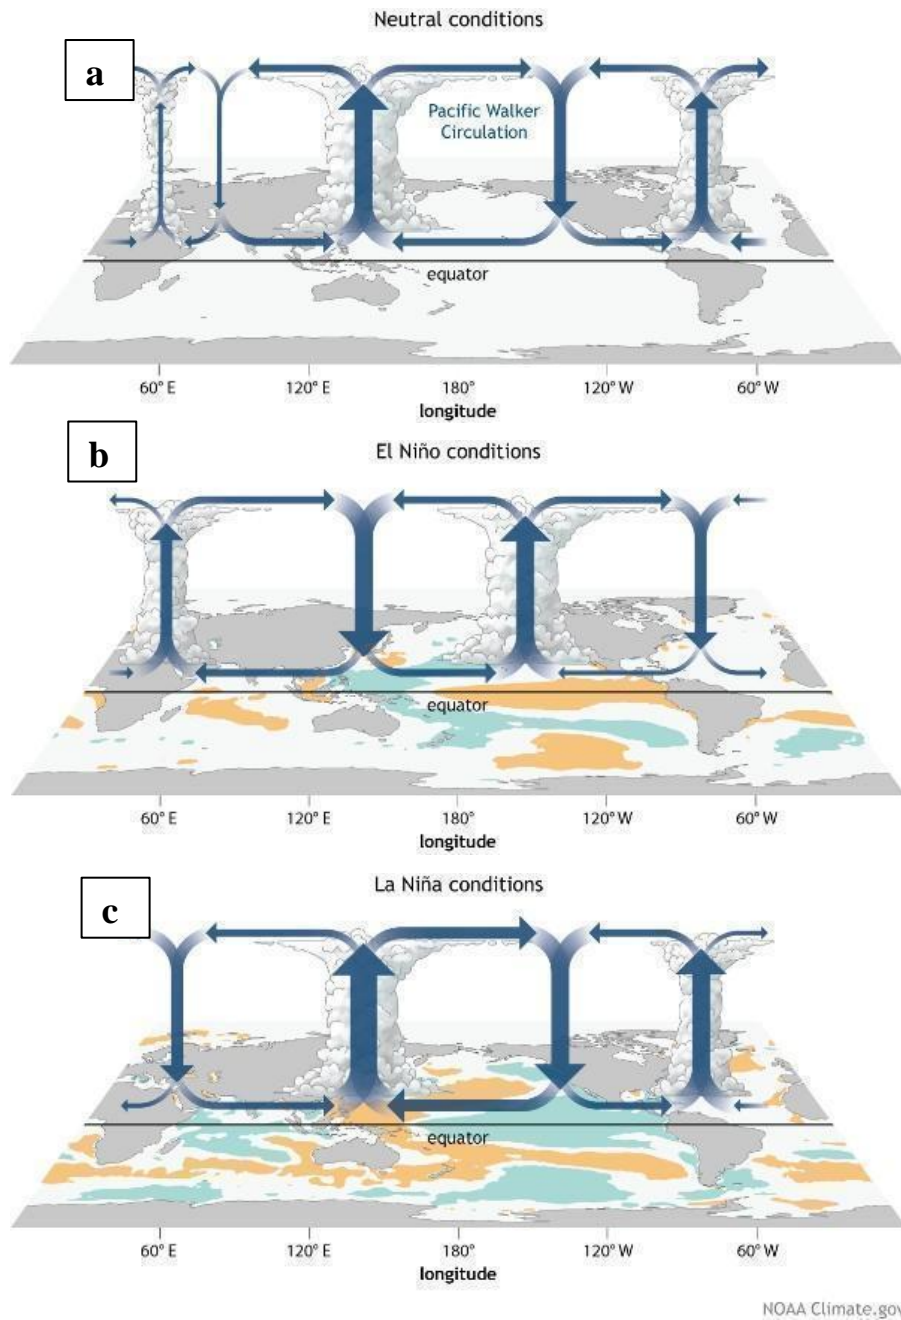 Neutral conditions
a
Pacific Walker
Circulation
equator
60° E 120° E 180° 120° W 60° W
longitude
b
El Niño conditions
equator
60° E 120° E 180° 120° W 60° W
longitude
La Niña conditions
c
equator
60° E 120° E 180° 120° W 60° W
longitude
NOAA Climate.gov